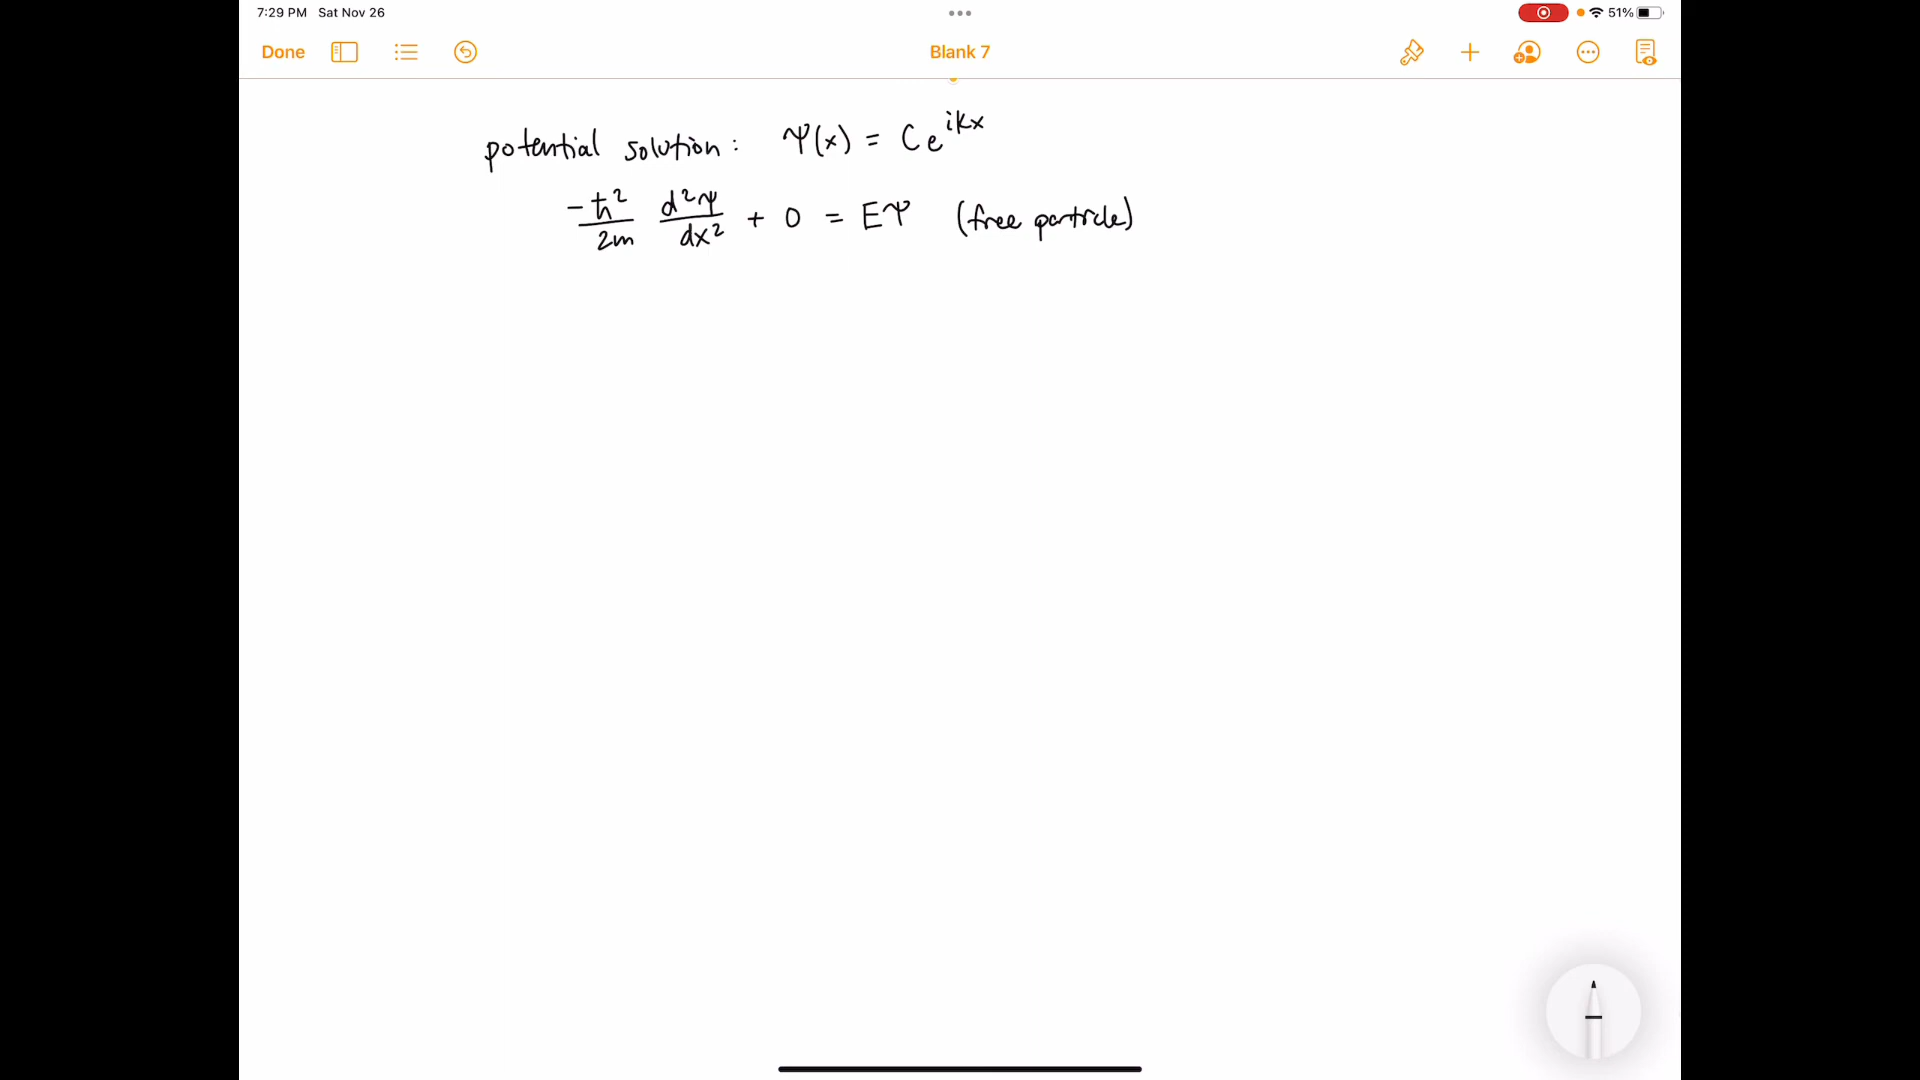 7:29 PM Sat Nov 26
51%
Done
Blank 7
potential solution: Ψ(x) = Ce^{ikx}
-ħ²/2m d²Ψ/dx² + 0 = EΨ (free particle)